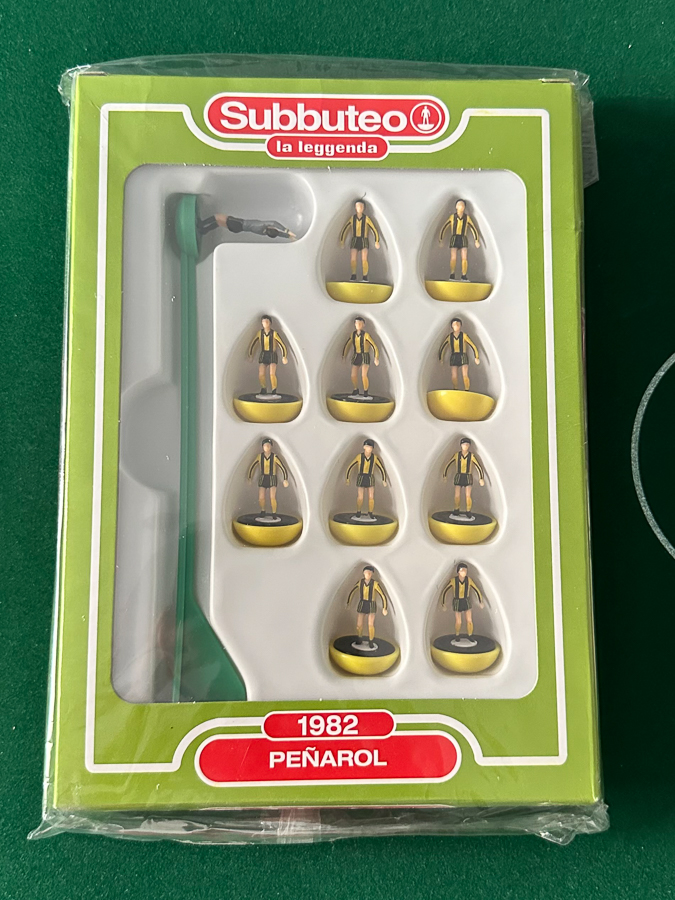 Subbuteo
la leggenda
1982
PEÑAROL